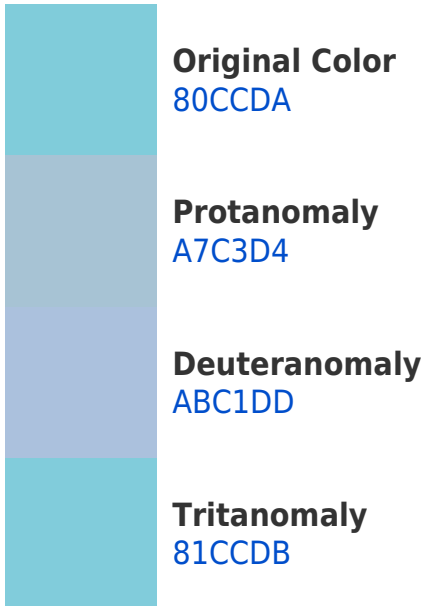 Original Color
80CCDA
Protanomaly
A7C3D4
Deuteranomaly
ABC1DD
Tritanomaly
81CCDB